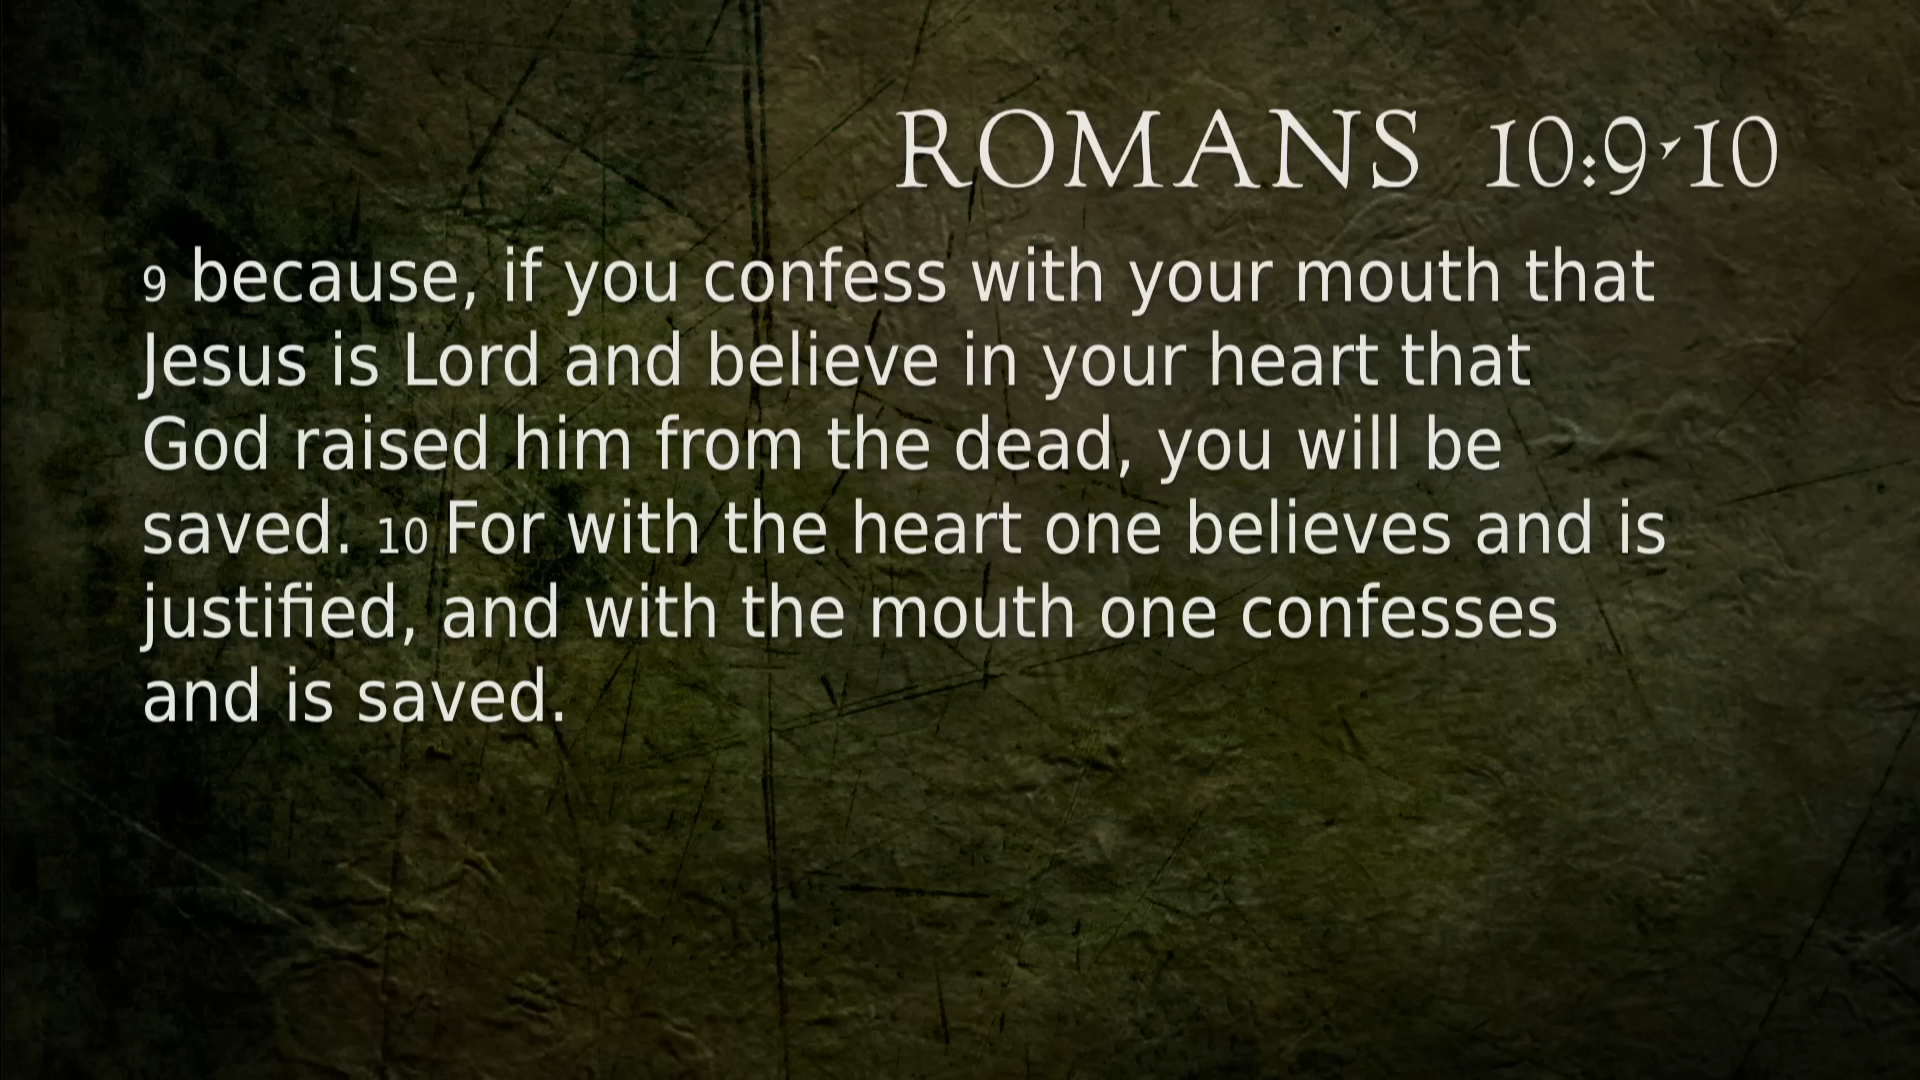 ROMANS 10:9-10
9 because, if you confess with your mouth that
Jesus is Lord and believe in your heart that
God raised him from the dead, you will be
saved. 10 For with the heart one believes and is
justified, and with the mouth one confesses
and is saved.